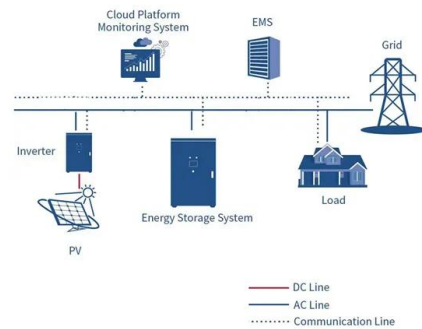 Cloud Platform
Monitoring System
EMS
Grid
Inverter
Energy Storage System
Load
PV
DC Line
AC Line
Communication Line